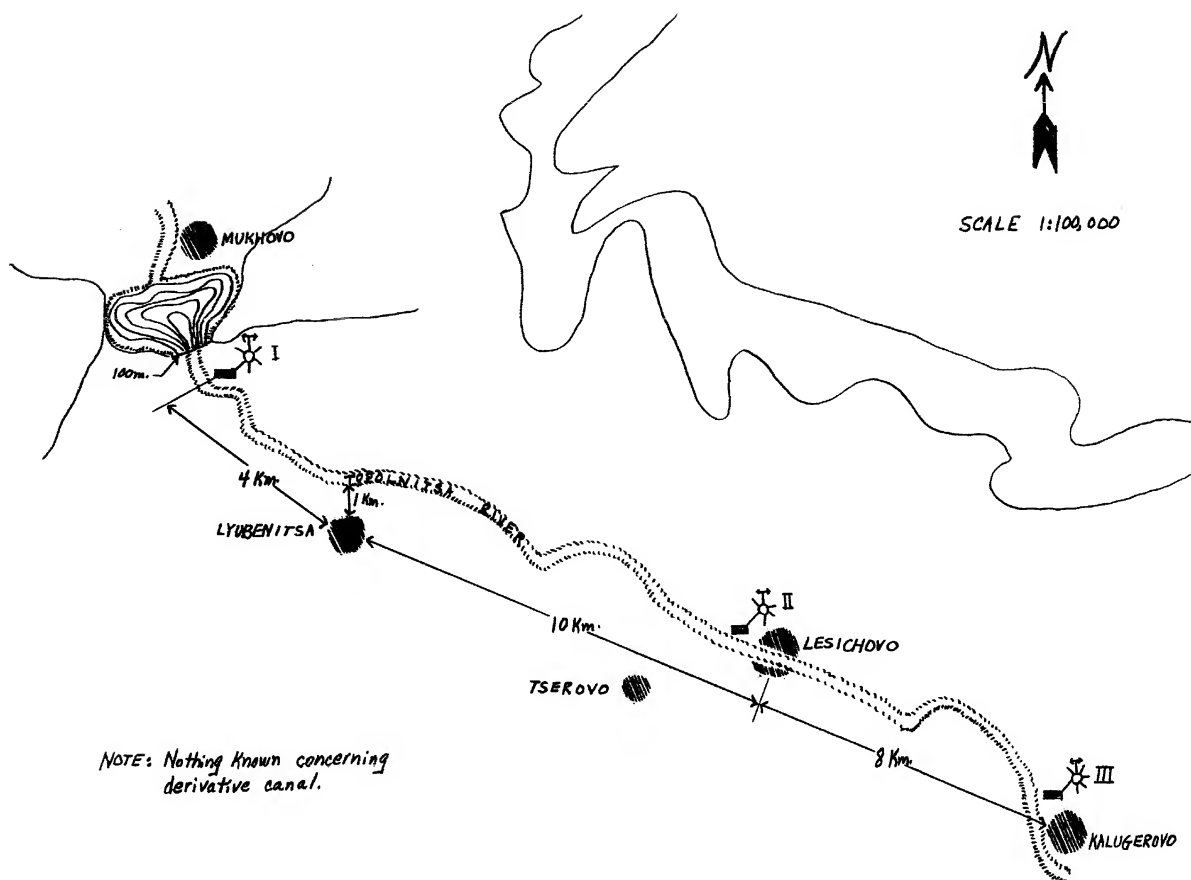 N
SCALE 1:100,000
MUKHOVO
I
100m.
4 Km.
TOPOLNITSA RIVER
1 Km.
LYUBENITSA
II
10 Km.
LESICHOVO
TSEROVO
NOTE: Nothing Known concerning
derivative canal.
8 Km.
III
KALUGEROVO